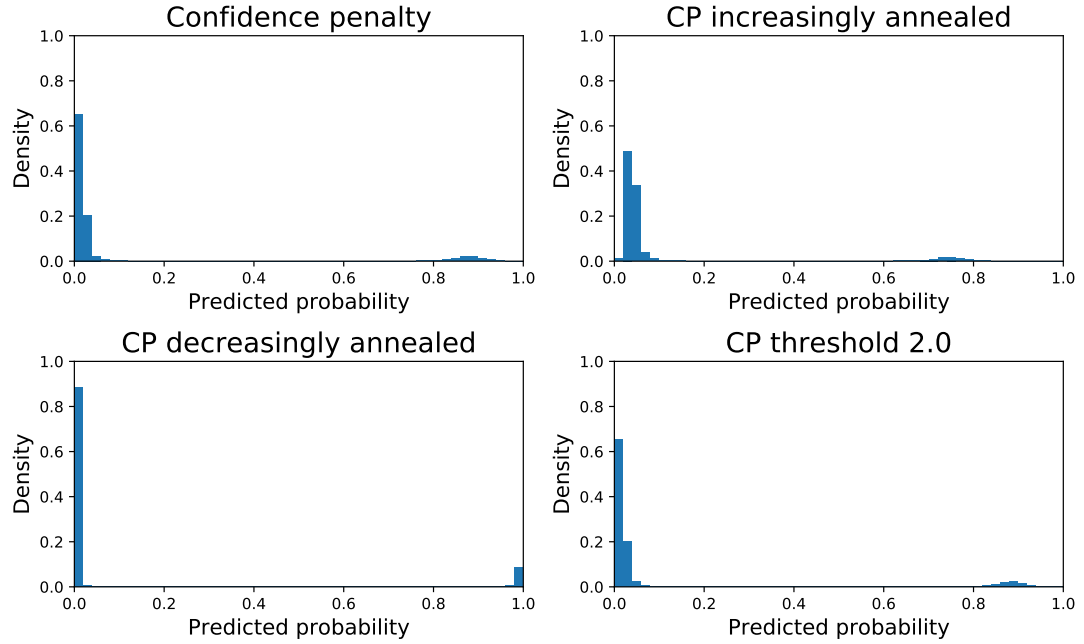 Confidence penalty
1.0
0.8
0.6
0.4
0.2
0.0
Density
0.0 0.2 0.4 0.6 0.8 1.0
Predicted probability
CP increasingly annealed
1.0
0.8
0.6
0.4
0.2
0.0
Density
0.0 0.2 0.4 0.6 0.8 1.0
Predicted probability
CP decreasingly annealed
1.0
0.8
0.6
0.4
0.2
0.0
Density
0.0 0.2 0.4 0.6 0.8 1.0
Predicted probability
CP threshold 2.0
1.0
0.8
0.6
0.4
0.2
0.0
Density
0.0 0.2 0.4 0.6 0.8 1.0
Predicted probability